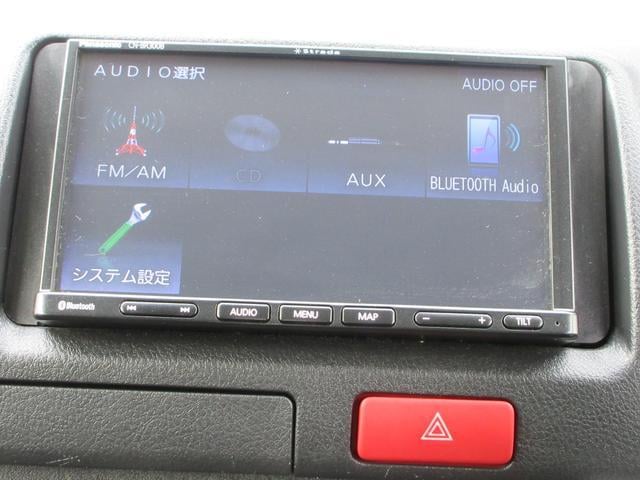 Panasonic
Strada
AUDIO選択
AUDIO OFF
FM/AM
CD
AUX
BLUETOOTH Audio
システム設定
Bluetooth
AUDIO
MENU
MAP
− +
TILT